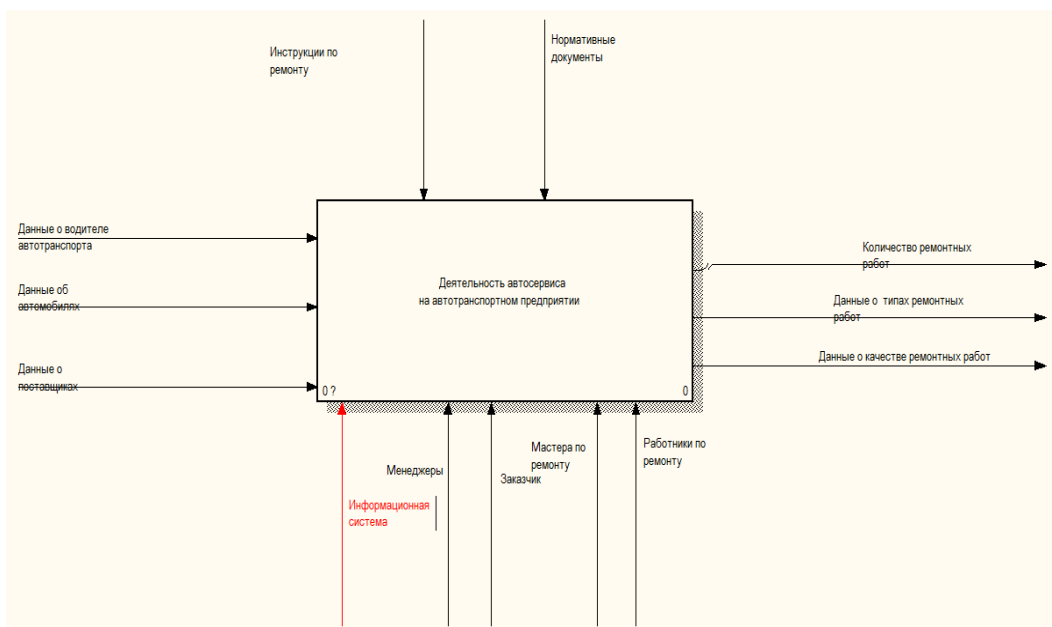 Инструкции по
ремонту
Нормативные
документы
Данные о водителе
автотранспорта
Данные об
автомобилях
Данные о
поставщиках
Деятельность автосервиса
на автотранспортном предприятии
0 ?
0
Количество ремонтных
работ
Данные о типах ремонтных
работ
Данные о качестве ремонтных работ
Информационная
система
Менеджеры
Заказчик
Мастера по
ремонту
Работники по
ремонту